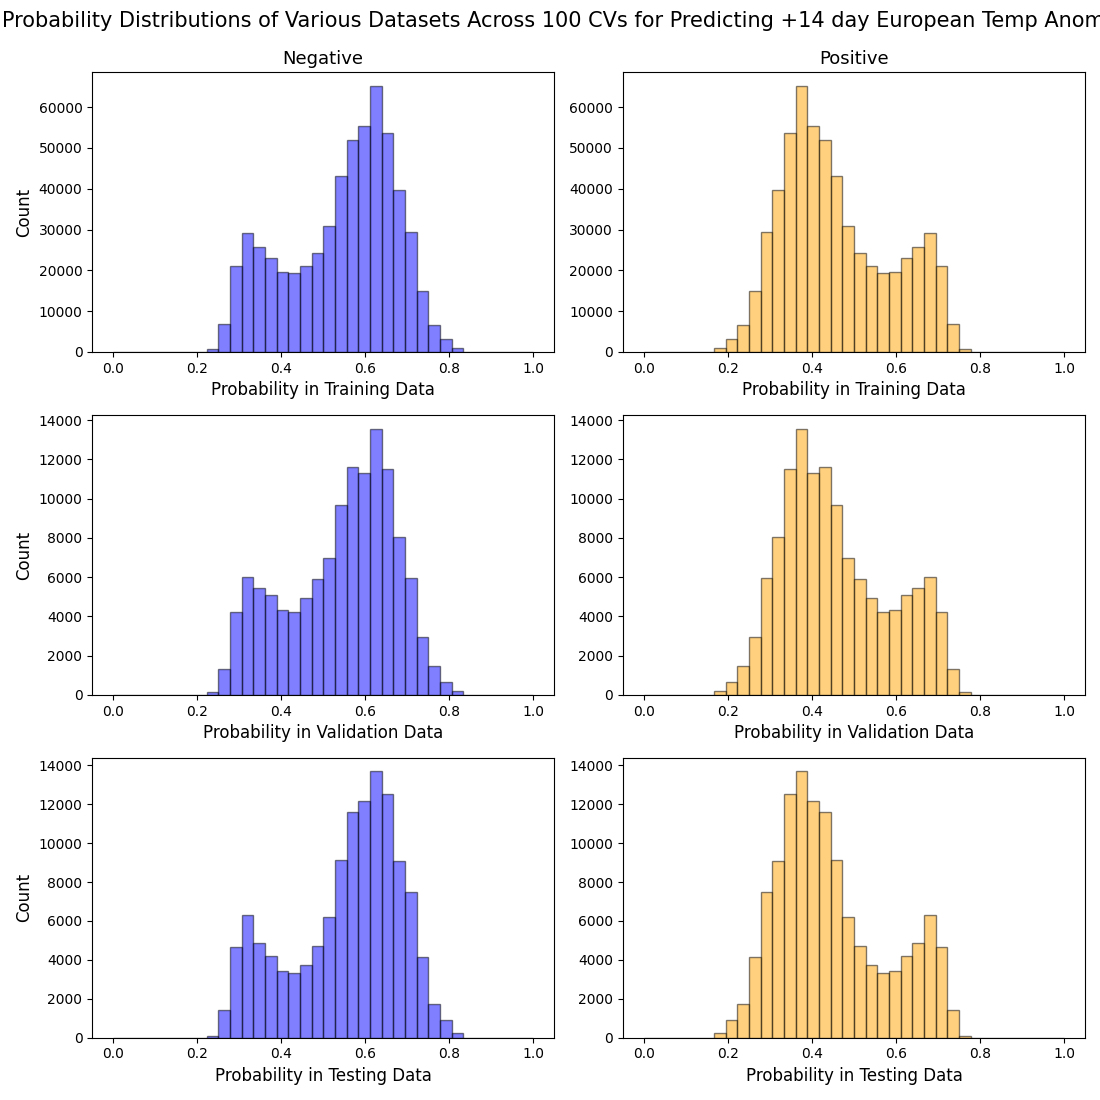 Probability Distributions of Various Datasets Across 100 CVs for Predicting +14 day European Temp Anom
Negative
Positive
60000
50000
40000
30000
20000
10000
0
Count
0.0 0.2 0.4 0.6 0.8 1.0
Probability in Training Data
60000
50000
40000
30000
20000
10000
0
0.0 0.2 0.4 0.6 0.8 1.0
Probability in Training Data
14000
12000
10000
8000
6000
4000
2000
0
Count
0.0 0.2 0.4 0.6 0.8 1.0
Probability in Validation Data
14000
12000
10000
8000
6000
4000
2000
0
0.0 0.2 0.4 0.6 0.8 1.0
Probability in Validation Data
14000
12000
10000
8000
6000
4000
2000
0
Count
0.0 0.2 0.4 0.6 0.8 1.0
Probability in Testing Data
14000
12000
10000
8000
6000
4000
2000
0
0.0 0.2 0.4 0.6 0.8 1.0
Probability in Testing Data